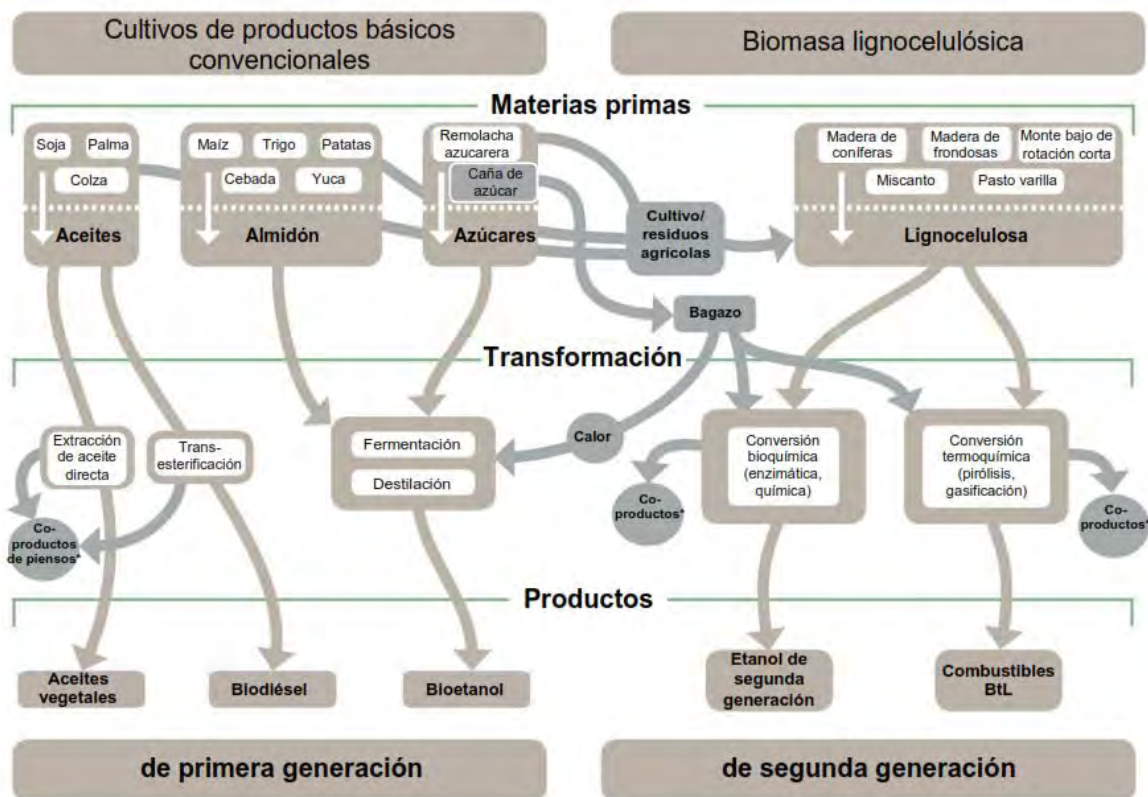 Cultivos de productos básicos
convencionales
Biomasa lignocelulósica
Materias primas
Soja
Palma
Colza
Aceites
Maíz
Trigo
Patatas
Cebada
Yuca
Almidón
Remolacha
azucarera
Caña de
azúcar
Azúcares
Cultivo/
residuos
agrícolas
Madera de
coníferas
Madera de
frondosas
Monte bajo de
rotación corta
Miscanto
Pasto varilla
Lignocelulosa
Bagazo
Transformación
Extracción
de aceite
directa
Trans-
esterificación
Fermentación
Destilación
Calor
Conversión
bioquímica
(enzimática,
química)
Conversión
termoquímica
(pirólisis,
gasificación)
Co-
productos
de piensos*
Co-
productos*
Co-
productos*
Productos
Aceites
vegetales
Biodiésel
Bioetanol
Etanol de
segunda
generación
Combustibles
BtL
de primera generación
de segunda generación